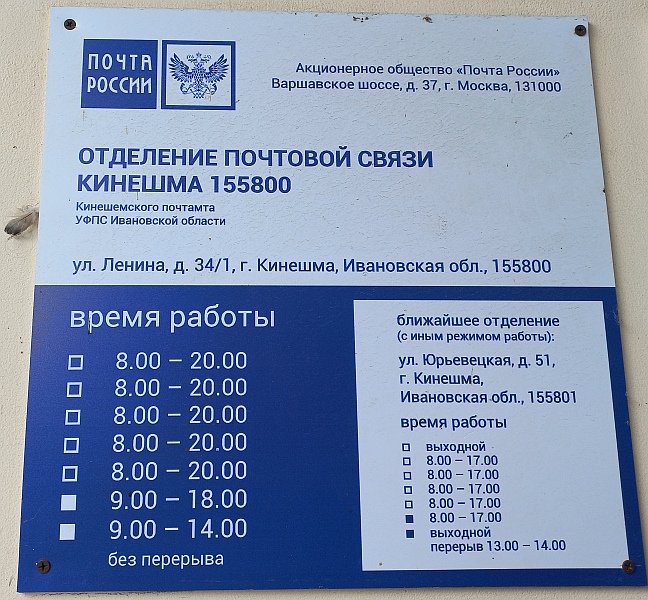 ПОЧТА
РОССИИ
Акционерное общество «Почта России»
Варшавское шоссе, д. 37, г. Москва, 131000
ОТДЕЛЕНИЕ ПОЧТОВОЙ СВЯЗИ
КИНЕШМА 155800
Кинешемского почтамта
УФПС Ивановской области
ул. Ленина, д. 34/1, г. Кинешма, Ивановская обл., 155800
время работы
8.00 – 20.00
8.00 – 20.00
8.00 – 20.00
8.00 – 20.00
8.00 – 20.00
9.00 – 18.00
9.00 – 14.00
без перерыва
ближайшее отделение
(с иным режимом работы):
ул. Юрьевецкая, д. 51,
г. Кинешма,
Ивановская обл., 155801
время работы
выходной
8.00 – 17.00
8.00 – 17.00
8.00 – 17.00
8.00 – 17.00
8.00 – 17.00
выходной
перерыв 13.00 – 14.00